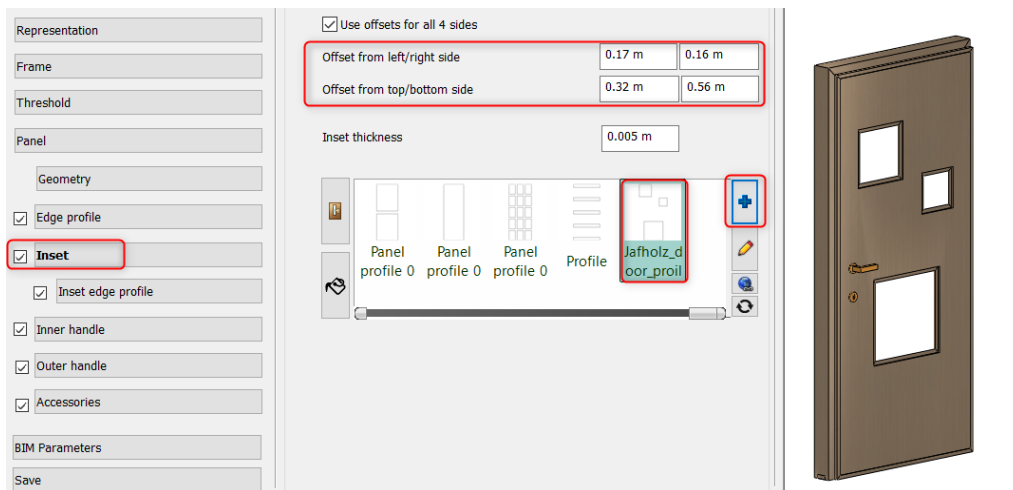 Representation
Frame
Threshold
Panel
Geometry
Edge profile
Inset
Inset edge profile
Inner handle
Outer handle
Accessories
BIM Parameters
Save
Use offsets for all 4 sides
Offset from left/right side 0.17 m 0.16 m
Offset from top/bottom side 0.32 m 0.56 m
Inset thickness 0.005 m
Panel
profile 0
Panel
profile 0
Panel
profile 0
Profile
Jafholz_d
oor_proil